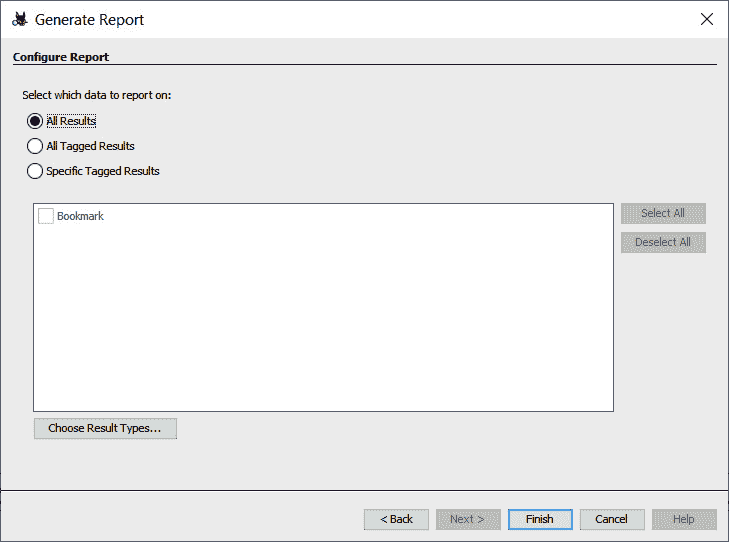 Generate Report
Configure Report
Select which data to report on:
All Results
All Tagged Results
Specific Tagged Results
Bookmark
Select All
Deselect All
Choose Result Types...
< Back Next > Finish Cancel Help